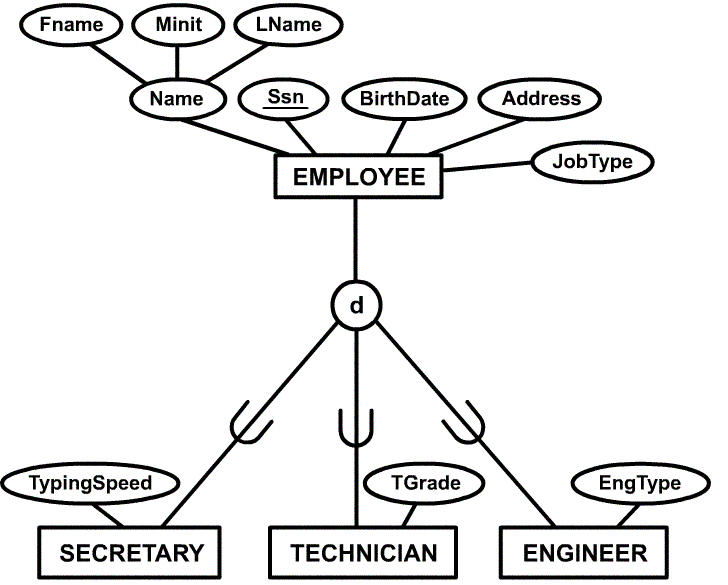 Fname
Minit
LName
Name
Ssn
BirthDate
Address
JobType
EMPLOYEE
d
TypingSpeed
TGrade
EngType
SECRETARY
TECHNICIAN
ENGINEER